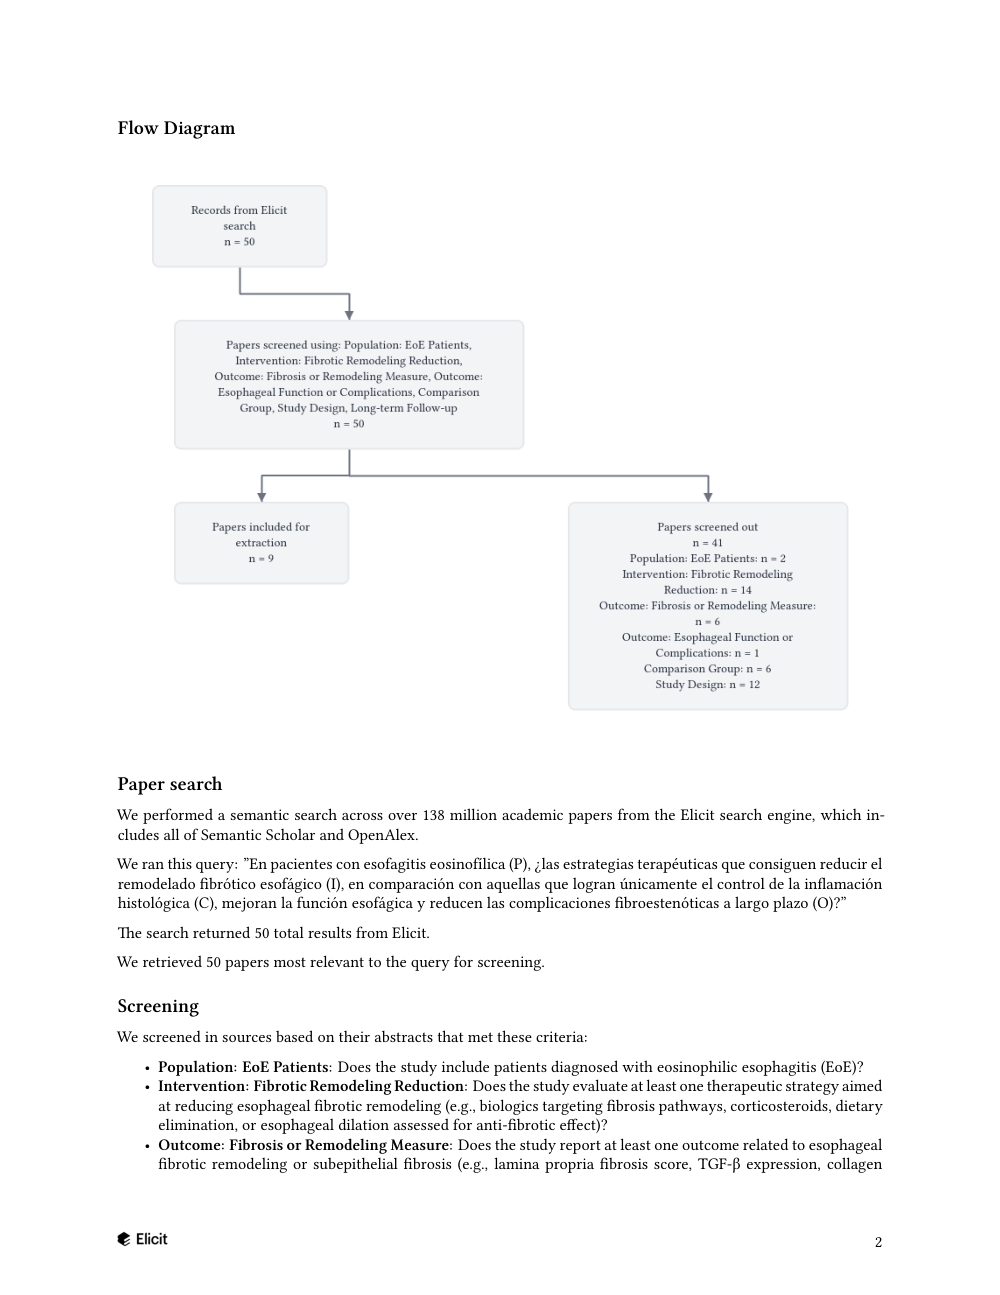 Flow Diagram
Records from Elicit
search
n = 50
Papers screened using: Population: EoE Patients,
Intervention: Fibrotic Remodeling Reduction,
Outcome: Fibrosis or Remodeling Measure, Outcome:
Esophageal Function or Complications, Comparison
Group, Study Design, Long-term Follow-up
n = 50
Papers included for
extraction
n = 9
Papers screened out
n = 41
Population: EoE Patients: n = 2
Intervention: Fibrotic Remodeling
Reduction: n = 14
Outcome: Fibrosis or Remodeling Measure:
n = 6
Outcome: Esophageal Function or
Complications: n = 1
Comparison Group: n = 6
Study Design: n = 12
Paper search
We performed a semantic search across over 138 million academic papers from the Elicit search engine, which in-
cludes all of Semantic Scholar and OpenAlex.
We ran this query: ”En pacientes con esofagitis eosinofílica (P), ¿las estrategias terapéuticas que consiguen reducir el
remodelado fibrótico esofágico (I), en comparación con aquellas que logran únicamente el control de la inflamación
histológica (C), mejoran la función esofágica y reducen las complicaciones fibroestenóticas a largo plazo (O)?”
The search returned 50 total results from Elicit.
We retrieved 50 papers most relevant to the query for screening.
Screening
We screened in sources based on their abstracts that met these criteria:
• Population: EoE Patients: Does the study include patients diagnosed with eosinophilic esophagitis (EoE)?
• Intervention: Fibrotic Remodeling Reduction: Does the study evaluate at least one therapeutic strategy aimed
at reducing esophageal fibrotic remodeling (e.g., biologics targeting fibrosis pathways, corticosteroids, dietary
elimination, or esophageal dilation assessed for anti-fibrotic effect)?
• Outcome: Fibrosis or Remodeling Measure: Does the study report at least one outcome related to esophageal
fibrotic remodeling or subepithelial fibrosis (e.g., lamina propria fibrosis score, TGF-β expression, collagen
Elicit
2